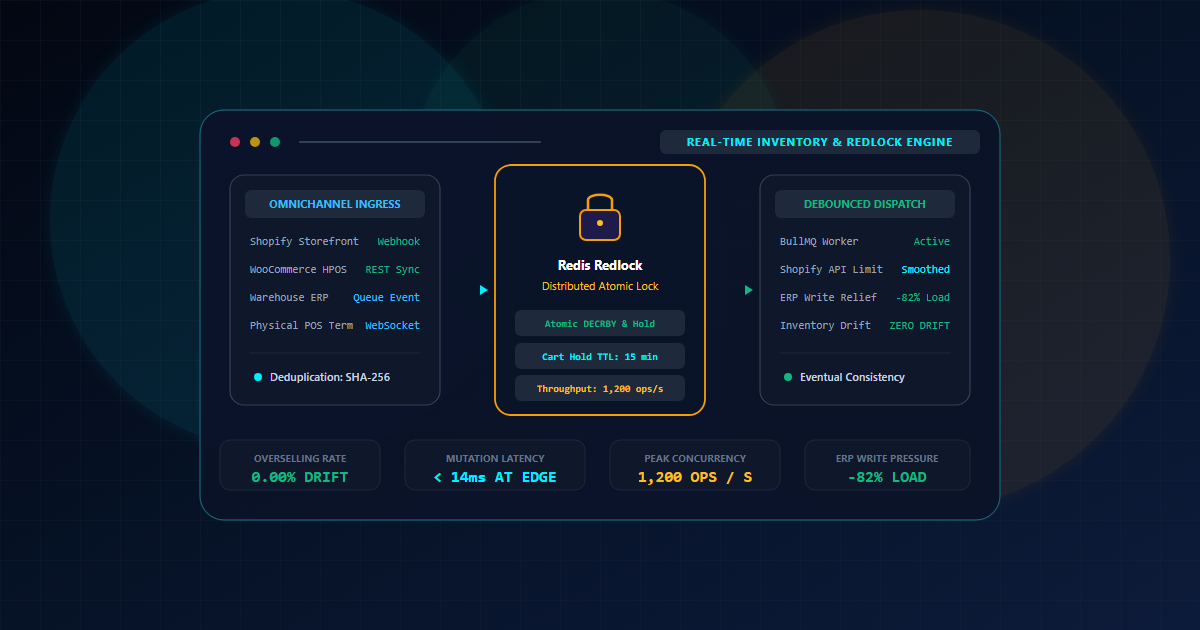 REAL-TIME INVENTORY & REDLOCK ENGINE
OMNICHANNEL INGRESS
Shopify Storefront Webhook
WooCommerce HPOS REST Sync
Warehouse ERP Queue Event
Physical POS Term WebSocket
Deduplication: SHA-256
Redis Redlock
Distributed Atomic Lock
Atomic DECRBY & Hold
Cart Hold TTL: 15 min
Throughput: 1,200 ops/s
DEBOUNCED DISPATCH
BullMQ Worker Active
Shopify API Limit Smoothed
ERP Write Relief -82% Load
Inventory Drift ZERO DRIFT
Eventual Consistency
OVERSELLING RATE
0.00% DRIFT
MUTATION LATENCY
< 14ms AT EDGE
PEAK CONCURRENCY
1,200 OPS / S
ERP WRITE PRESSURE
-82% LOAD